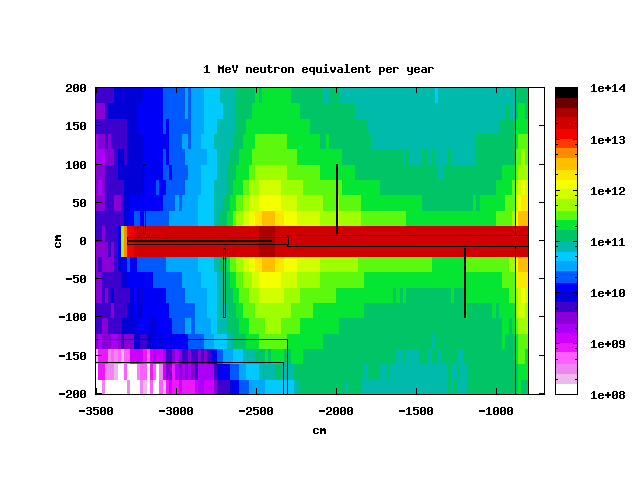 1 MeV neutron equivalent per year
200
150
100
50
0
-50
-100
-150
-200
cm
-3500 -3000 -2500 -2000 -1500 -1000
cm
1e+14
1e+13
1e+12
1e+11
1e+10
1e+09
1e+08